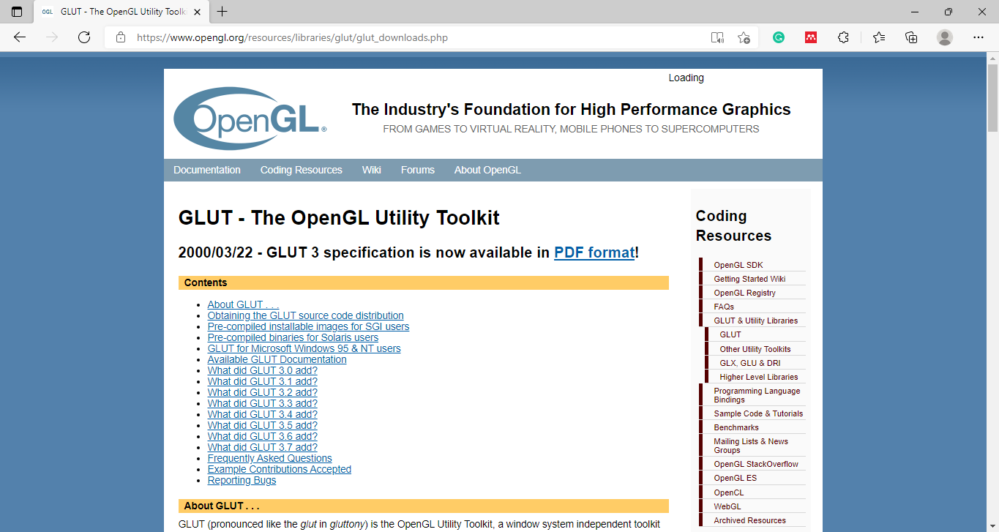 GLUT - The OpenGL Utility Toolk
https://www.opengl.org/resources/libraries/glut/glut_downloads.php
Loading
OpenGL®
The Industry's Foundation for High Performance Graphics
FROM GAMES TO VIRTUAL REALITY, MOBILE PHONES TO SUPERCOMPUTERS
Documentation Coding Resources Wiki Forums About OpenGL
GLUT - The OpenGL Utility Toolkit
2000/03/22 - GLUT 3 specification is now available in PDF format!
Contents
About GLUT . . .
Obtaining the GLUT source code distribution
Pre-compiled installable images for SGI users
Pre-compiled binaries for Solaris users
GLUT for Microsoft Windows 95 & NT users
Available GLUT Documentation
What did GLUT 3.0 add?
What did GLUT 3.1 add?
What did GLUT 3.2 add?
What did GLUT 3.3 add?
What did GLUT 3.4 add?
What did GLUT 3.5 add?
What did GLUT 3.6 add?
What did GLUT 3.7 add?
Frequently Asked Questions
Example Contributions Accepted
Reporting Bugs
About GLUT . . .
GLUT (pronounced like the glut in gluttony) is the OpenGL Utility Toolkit, a window system independent toolkit
Coding
Resources
OpenGL SDK
Getting Started Wiki
OpenGL Registry
FAQs
GLUT & Utility Libraries
GLUT
Other Utility Toolkits
GLX, GLU & DRI
Higher Level Libraries
Programming Language
Bindings
Sample Code & Tutorials
Benchmarks
Mailing Lists & News
Groups
OpenGL StackOverflow
OpenGL ES
OpenCL
WebGL
Archived Resources